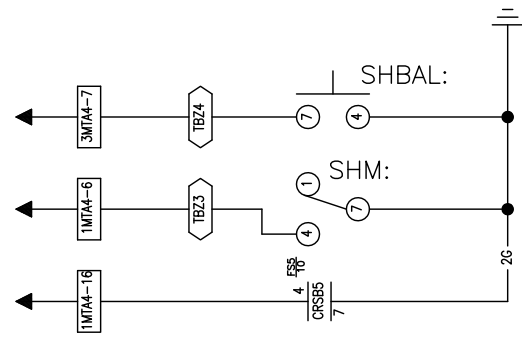 SHBAL:
3MTA4-7
TBZ4
7
4
SHM:
1MTA4-6
TBZ3
1
7
4
FS5
10
1MTA4-16
4
CRSB5
7
2G